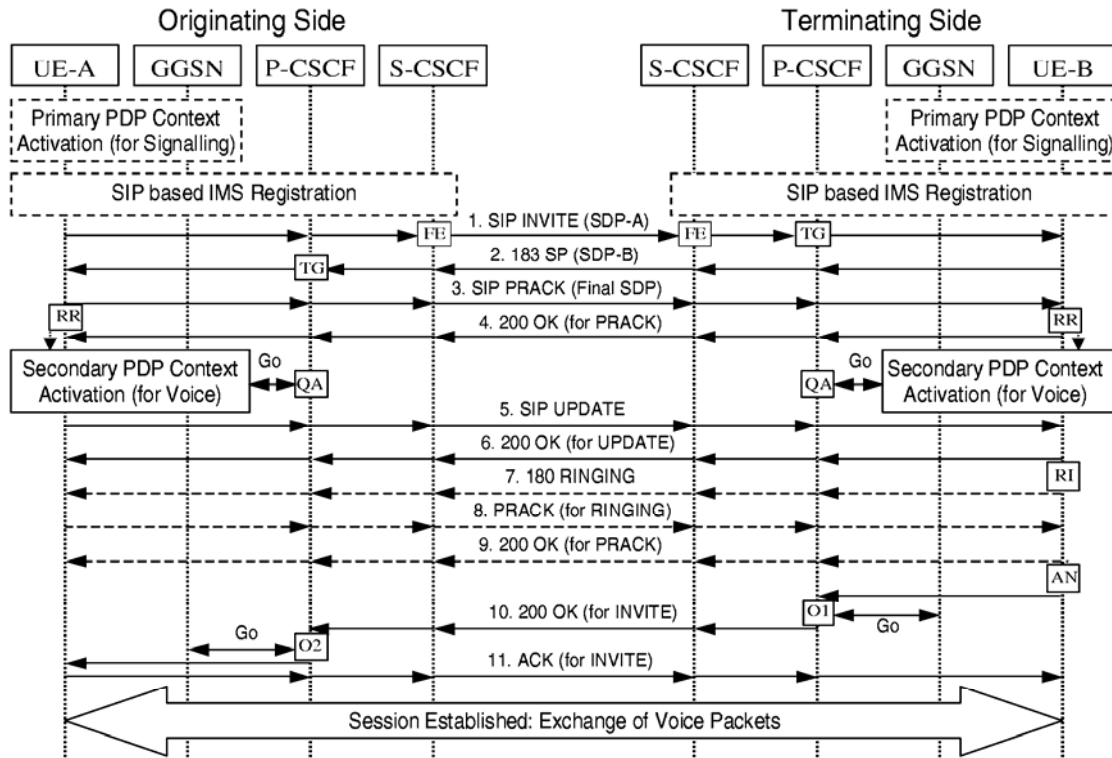 Originating Side
Terminating Side
UE-A
GGSN
P-CSCF
S-CSCF
S-CSCF
P-CSCF
GGSN
UE-B
Primary PDP Context
Activation (for Signalling)
Primary PDP Context
Activation (for Signalling)
SIP based IMS Registration
SIP based IMS Registration
1. SIP INVITE (SDP-A)
FE
FE
TG
2. 183 SP (SDP-B)
TG
3. SIP PRACK (Final SDP)
RR
4. 200 OK (for PRACK)
RR
Secondary PDP Context
Activation (for Voice)
Go
QA
QA
Go
Secondary PDP Context
Activation (for Voice)
5. SIP UPDATE
6. 200 OK (for UPDATE)
7. 180 RINGING
RI
8. PRACK (for RINGING)
9. 200 OK (for PRACK)
AN
10. 200 OK (for INVITE)
O1
Go
Go
O2
11. ACK (for INVITE)
Session Established: Exchange of Voice Packets